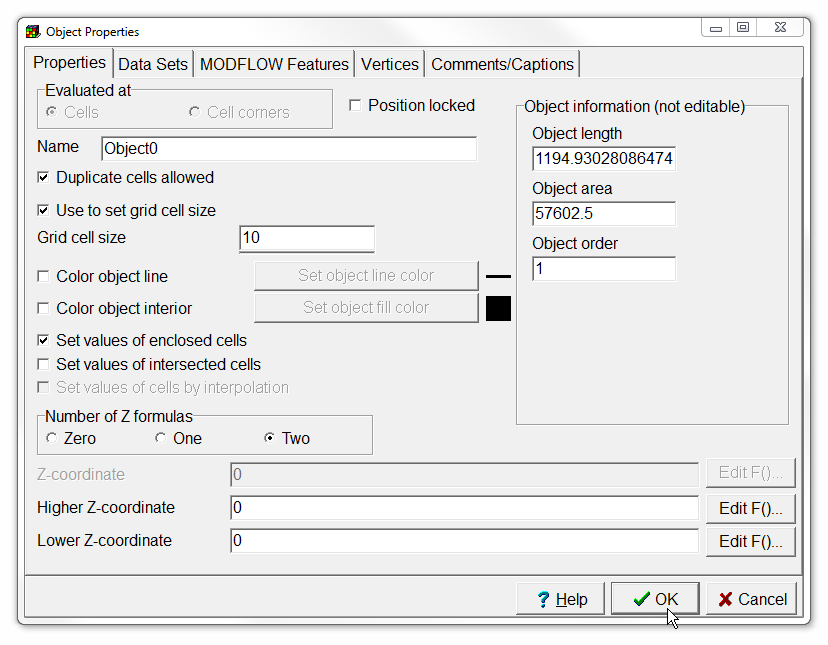 Object Properties
Properties Data Sets MODFLOW Features Vertices Comments/Captions
Evaluated at
Cells Cell corners
Position locked
Name Object0
Duplicate cells allowed
Use to set grid cell size
Grid cell size 10
Color object line Set object line color
Color object interior Set object fill color
Set values of enclosed cells
Set values of intersected cells
Set values of cells by interpolation
Object information (not editable)
Object length
1194.93028086474
Object area
57602.5
Object order
1
Number of Z formulas
Zero One Two
Z-coordinate 0 Edit F()...
Higher Z-coordinate 0 Edit F()...
Lower Z-coordinate 0 Edit F()...
Help OK Cancel